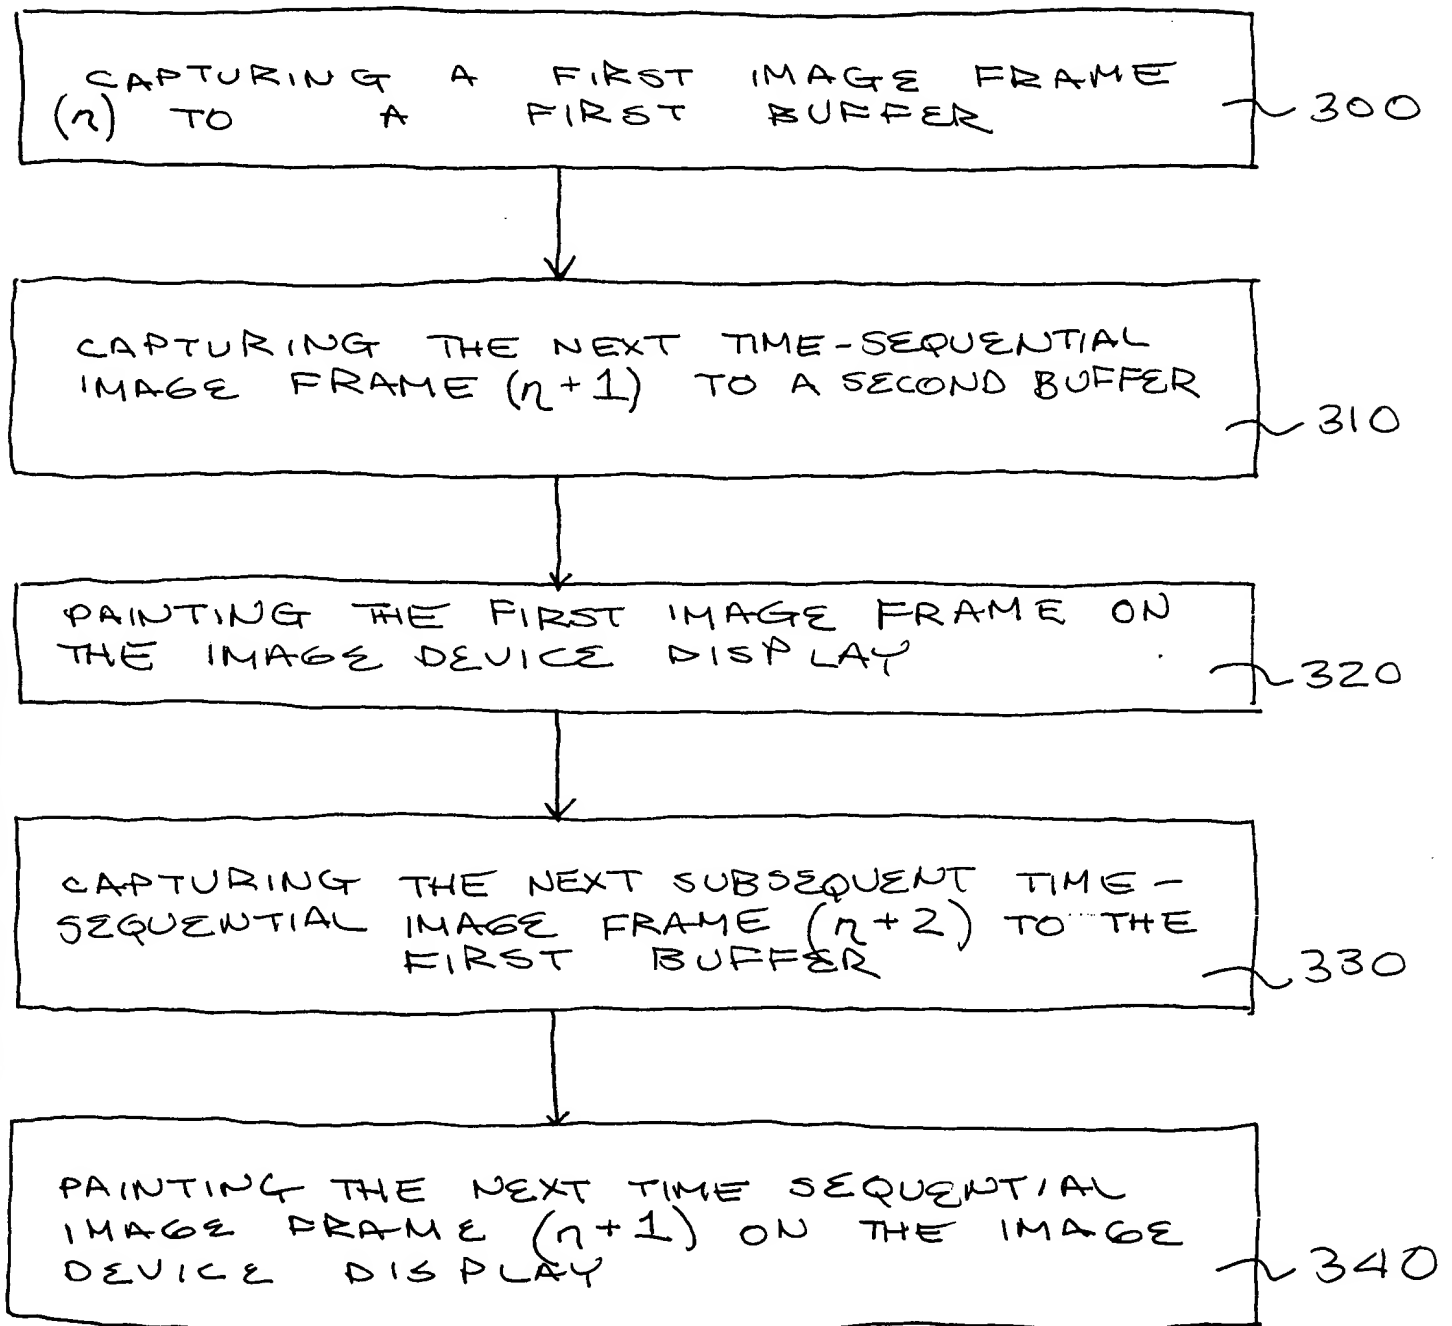 CAPTURING A FIRST IMAGE FRAME
(n) TO A FIRST BUFFER
300
CAPTURING THE NEXT TIME-SEQUENTIAL
IMAGE FRAME (n+1) TO A SECOND BUFFER
310
PAINTING THE FIRST IMAGE FRAME ON
THE IMAGE DEVICE DISPLAY
320
CAPTURING THE NEXT SUBSEQUENT TIME-
SEQUENTIAL IMAGE FRAME (n+2) TO THE
FIRST BUFFER
330
PAINTING THE NEXT TIME SEQUENTIAL
IMAGE FRAME (n+1) ON THE IMAGE
DEVICE DISPLAY
340